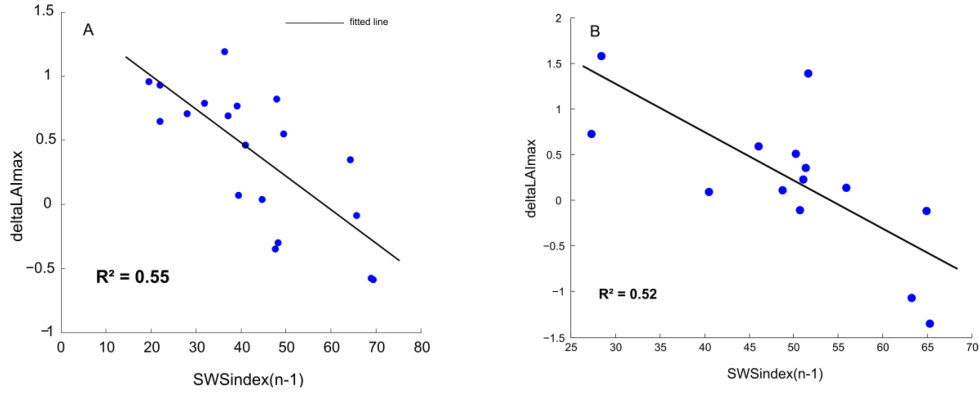 A
fitted line
1.5
1
0.5
0
−0.5
−1
deltaLAImax
R² = 0.55
0 10 20 30 40 50 60 70 80
SWSindex(n-1)
B
2
1.5
1
0.5
0
−0.5
−1
−1.5
deltaLAImax
R² = 0.52
25 30 35 40 45 50 55 60 65 70
SWSindex(n-1)